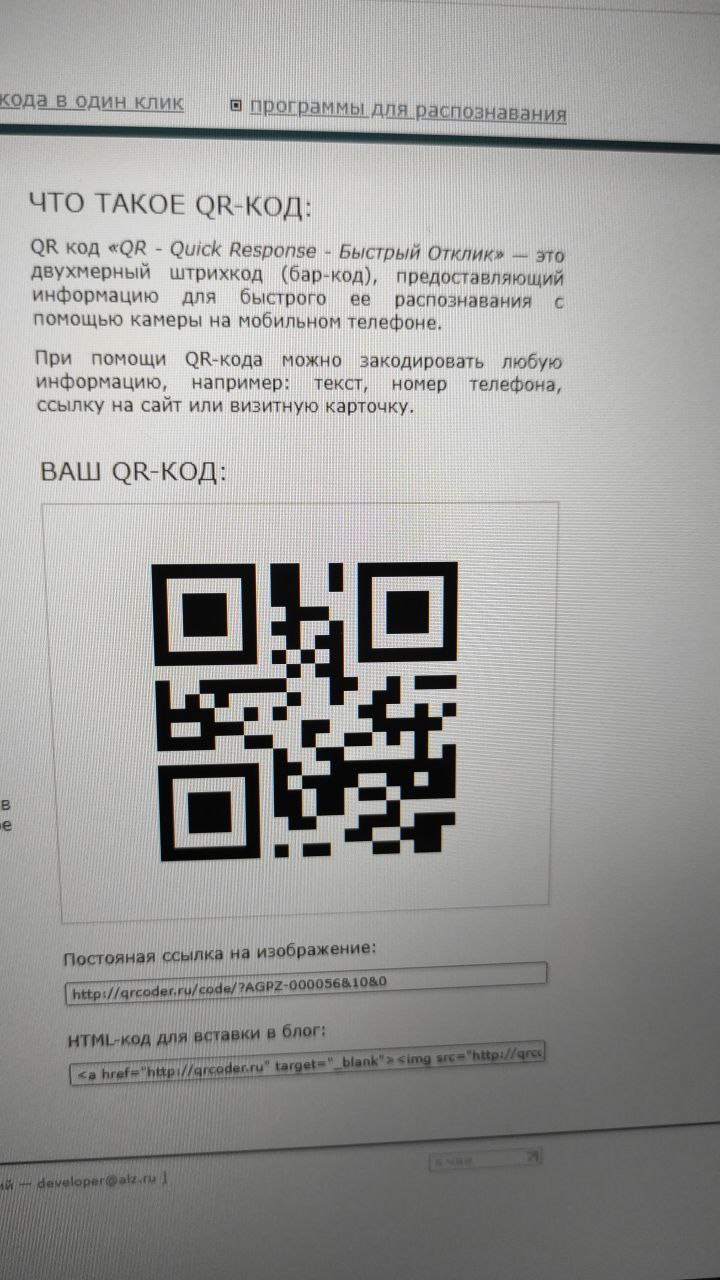 кода в один клик программы для распознавания
ЧТО ТАКОЕ QR-КОД:
QR код «QR - Quick Response - Быстрый Отклик» — это
двухмерный штрихкод (бар-код), предоставляющий
информацию для быстрого ее распознавания с
помощью камеры на мобильном телефоне.
При помощи QR-кода можно закодировать любую
информацию, например: текст, номер телефона,
ссылку на сайт или визитную карточку.
ВАШ QR-КОД:
в
Постояная ссылка на изображение:
http://qrcoder.ru/code/?AGPZ-000056&10&0
HTML-код для вставки в блог:
<a href="http://qrcoder.ru" target="_blank"><img src="http://qrco
— developer@alz.ru ]